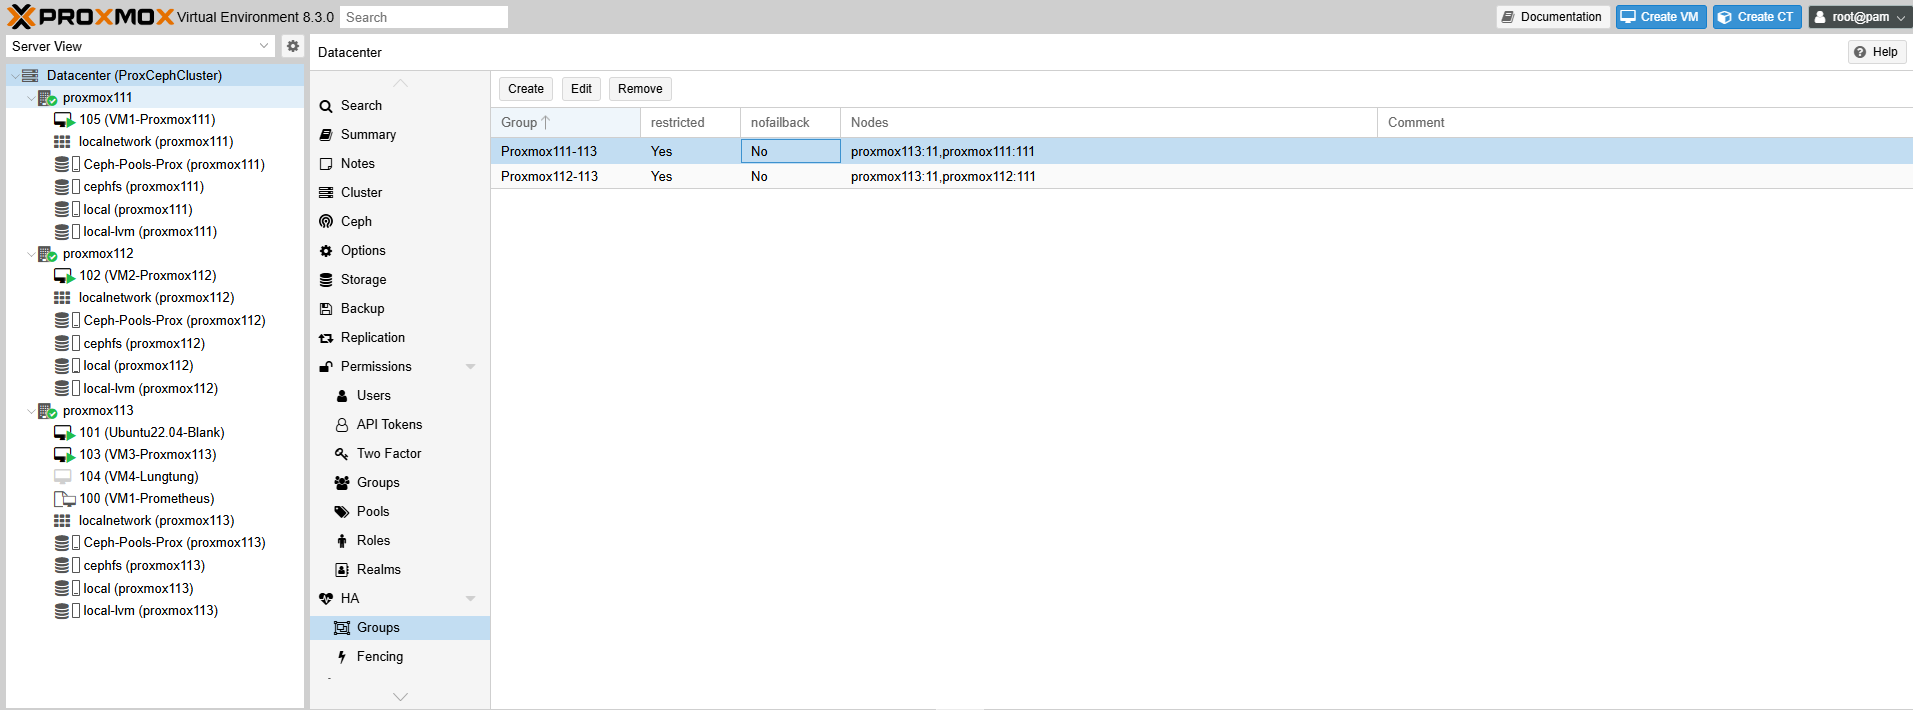 PROXMOX Virtual Environment 8.3.0 Search Documentation Create VM Create CT root@pam
Server View
Datacenter (ProxCephCluster)
proxmox111
105 (VM1-Proxmox111)
localnetwork (proxmox111)
Ceph-Pools-Prox (proxmox111)
cephfs (proxmox111)
local (proxmox111)
local-lvm (proxmox111)
proxmox112
102 (VM2-Proxmox112)
localnetwork (proxmox112)
Ceph-Pools-Prox (proxmox112)
cephfs (proxmox112)
local (proxmox112)
local-lvm (proxmox112)
proxmox113
101 (Ubuntu22.04-Blank)
103 (VM3-Proxmox113)
104 (VM4-Lungtung)
100 (VM1-Prometheus)
localnetwork (proxmox113)
Ceph-Pools-Prox (proxmox113)
cephfs (proxmox113)
local (proxmox113)
local-lvm (proxmox113)
Datacenter Help
Search
Summary
Notes
Cluster
Ceph
Options
Storage
Backup
Replication
Permissions
Users
API Tokens
Two Factor
Groups
Pools
Roles
Realms
HA
Groups
Fencing
Create Edit Remove
Group restricted nofailback Nodes Comment
Proxmox111-113 Yes No proxmox113:11,proxmox111:111
Proxmox112-113 Yes No proxmox113:11,proxmox112:111